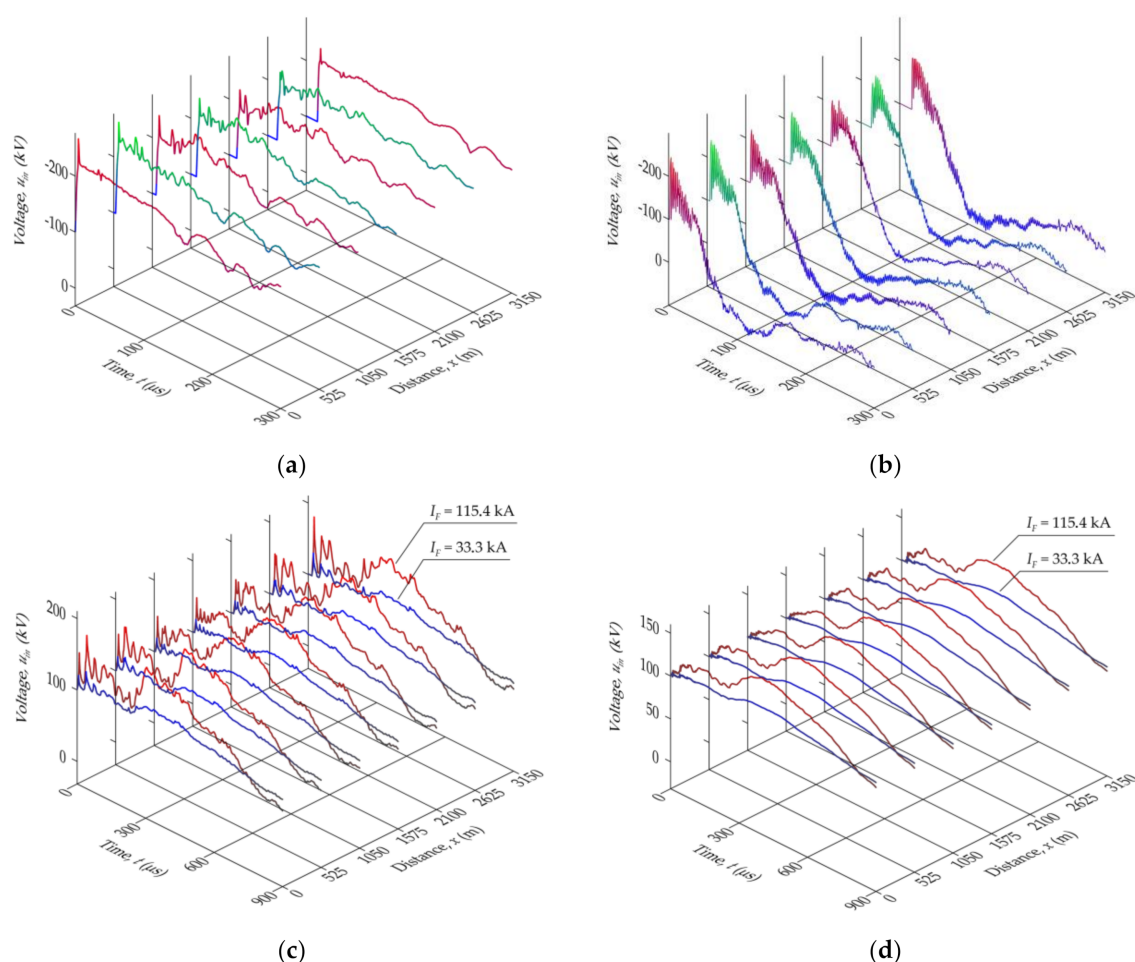 Voltage, u_in (kV)
-200
-100
0
0
100
200
300
Time, t (μs)
0
525
1050
1575
2100
2625
3150
Distance, x (m)
(a)
Voltage, u_in (kV)
-200
-100
0
0
100
200
300
Time, t (μs)
0
525
1050
1575
2100
2625
3150
Distance, x (m)
(b)
I_F = 115.4 kA
I_F = 33.3 kA
Voltage, u_in (kV)
200
100
0
0
300
600
900
Time, t (μs)
0
525
1050
1575
2100
2625
3150
Distance, x (m)
(c)
I_F = 115.4 kA
I_F = 33.3 kA
Voltage, u_in (kV)
150
100
50
0
0
300
600
900
Time, t (μs)
0
525
1050
1575
2100
2625
3150
Distance, x (m)
(d)